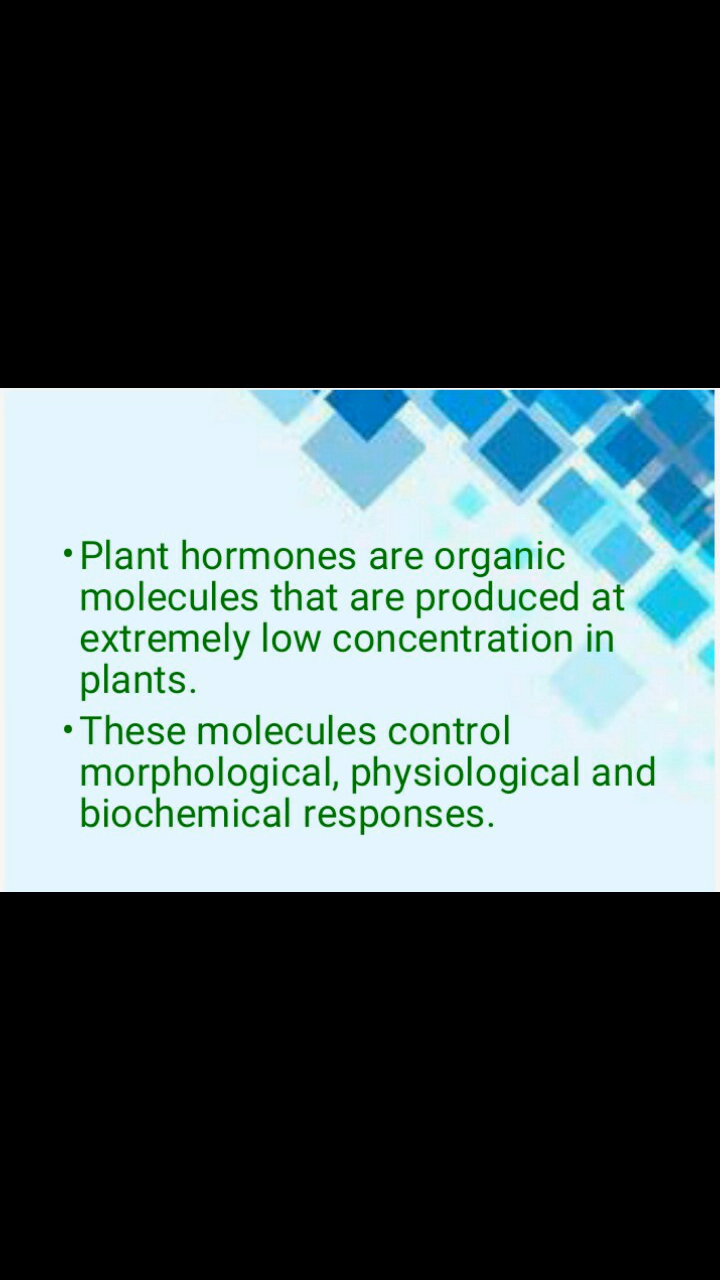 • Plant hormones are organic
molecules that are produced at
extremely low concentration in
plants.
• These molecules control
morphological, physiological and
biochemical responses.